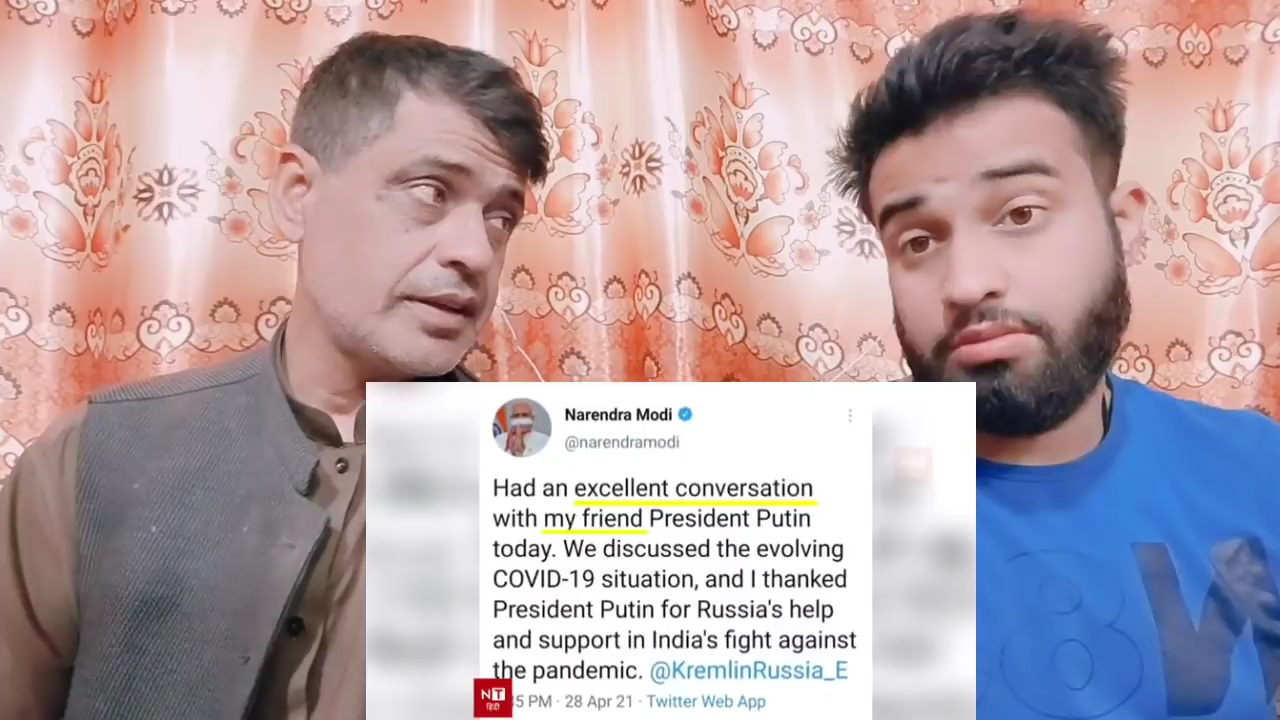 Narendra Modi
@narendramodi
Had an excellent conversation
with my friend President Putin
today. We discussed the evolving
COVID-19 situation, and I thanked
President Putin for Russia's help
and support in India's fight against
the pandemic. @KremlinRussia_E
PM · 28 Apr 21 · Twitter Web App
NT
हिंदी
W